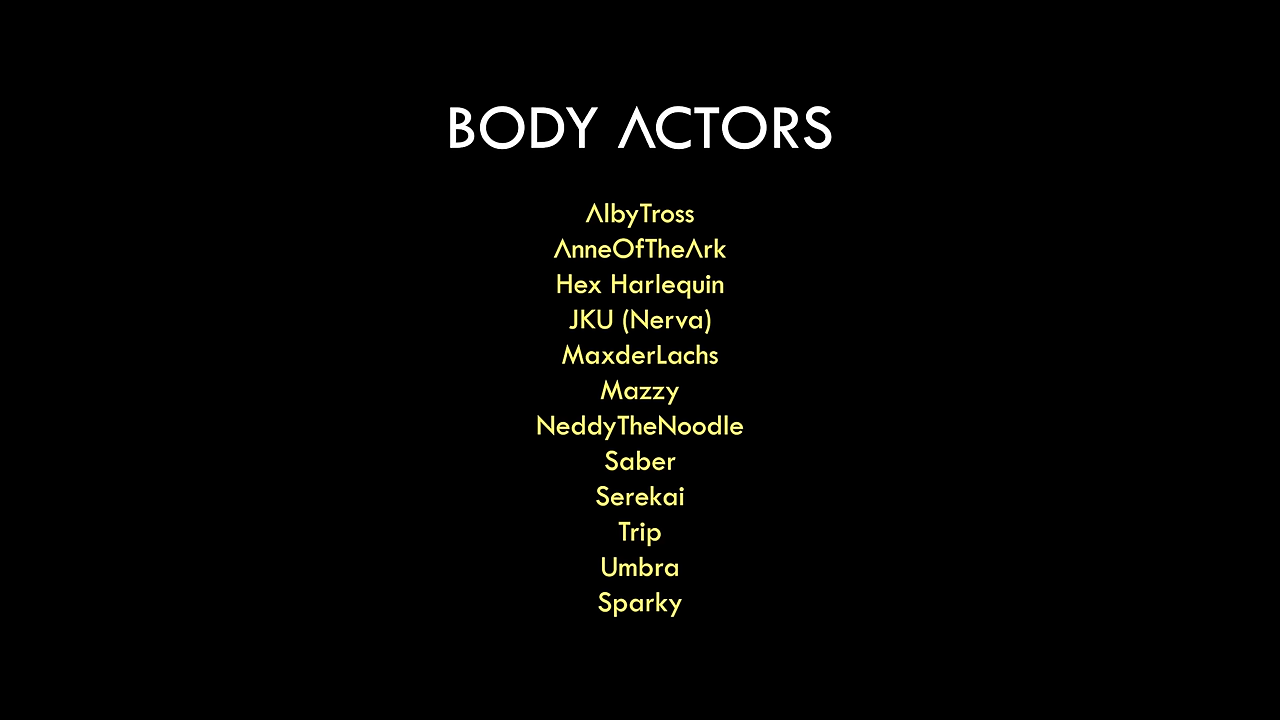 BODY ACTORS
AlbyTross
AnneOfTheArk
Hex Harlequin
JKU (Nerva)
MaxderLachs
Mazzy
NeddyTheNoodle
Saber
Serekai
Trip
Umbra
Sparky